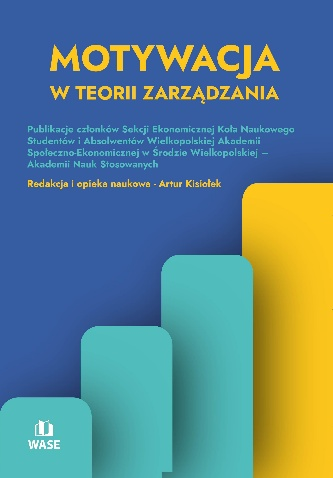 MOTYWACJA
W TEORII ZARZĄDZANIA
Publikacje członków Sekcji Ekonomicznej Koła Naukowego
Studentów i Absolwentów Wielkopolskiej Akademii
Społeczno-Ekonomicznej w Środzie Wielkopolskiej –
Akademii Nauk Stosowanych
Redakcja i opieka naukowa - Artur Kisiołek
WASE